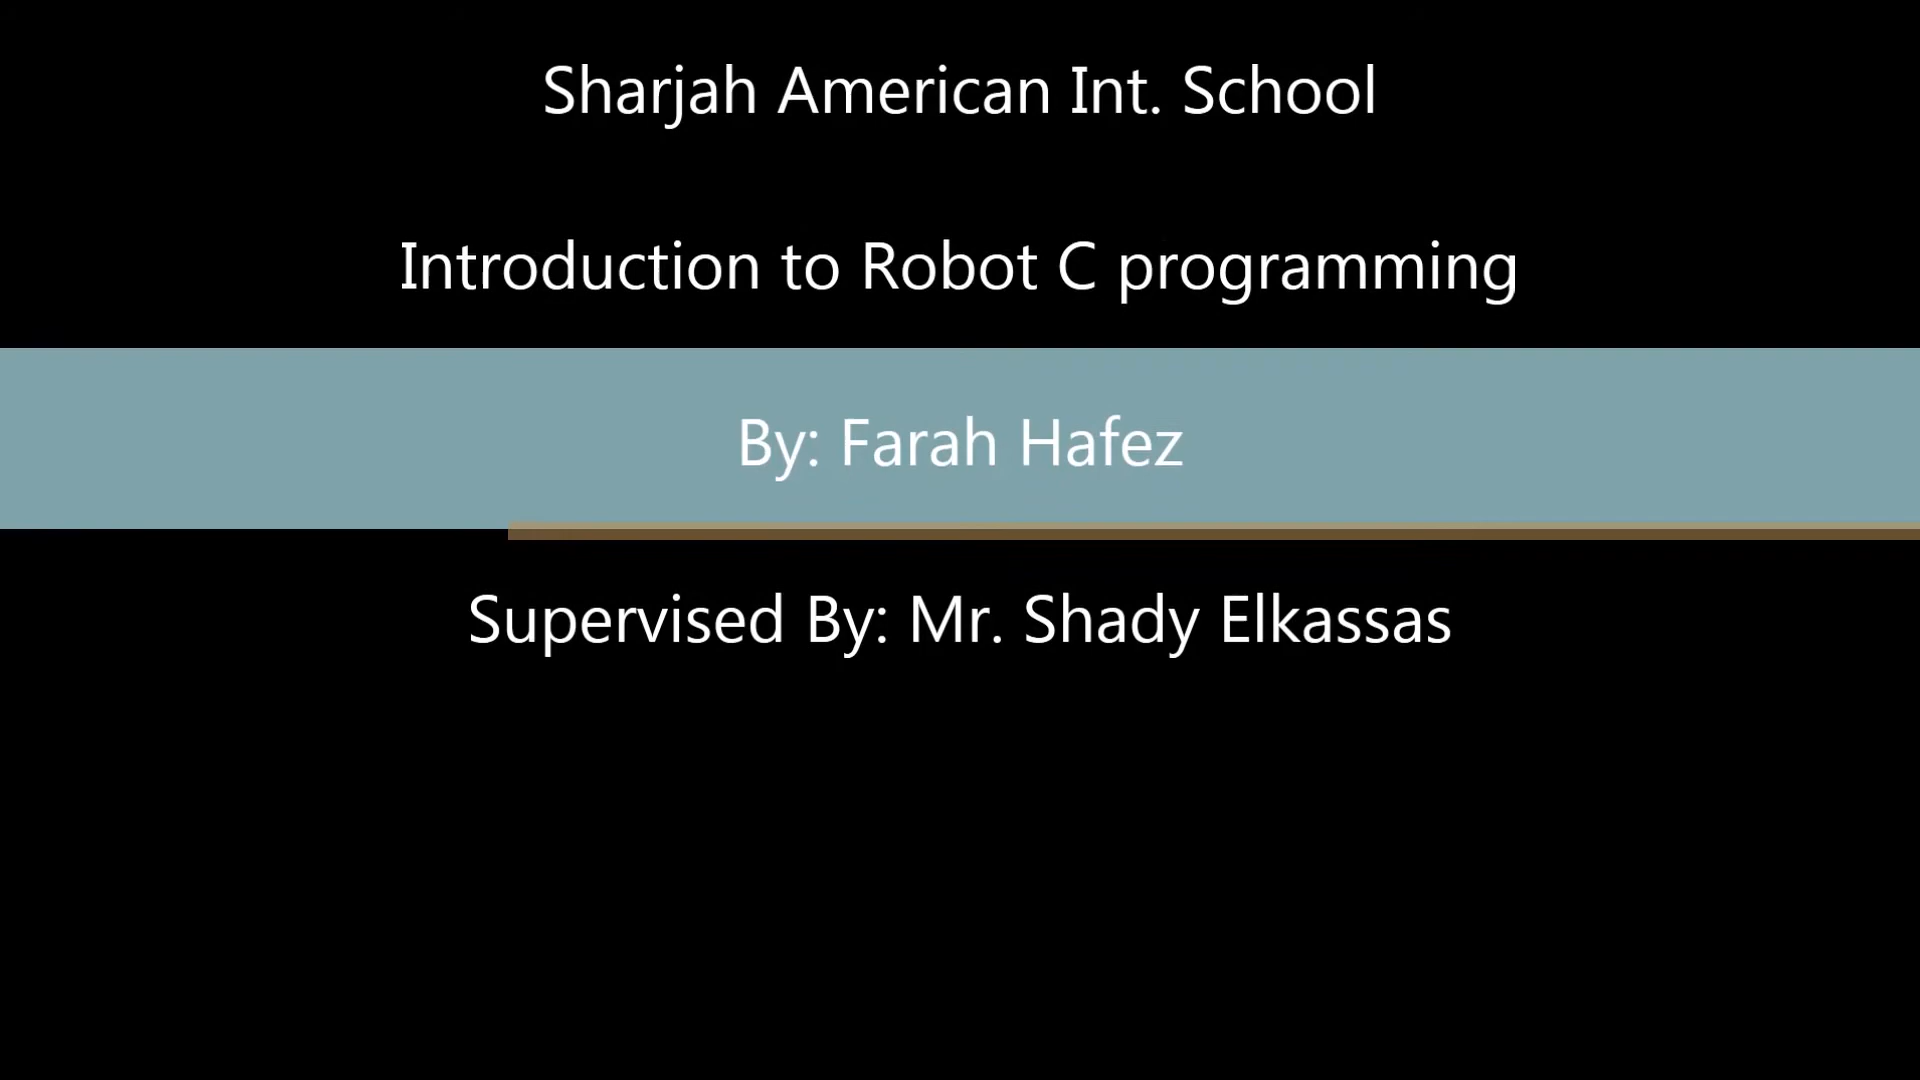 Sharjah American Int. School
Introduction to Robot C programming
By: Farah Hafez
Supervised By: Mr. Shady Elkassas